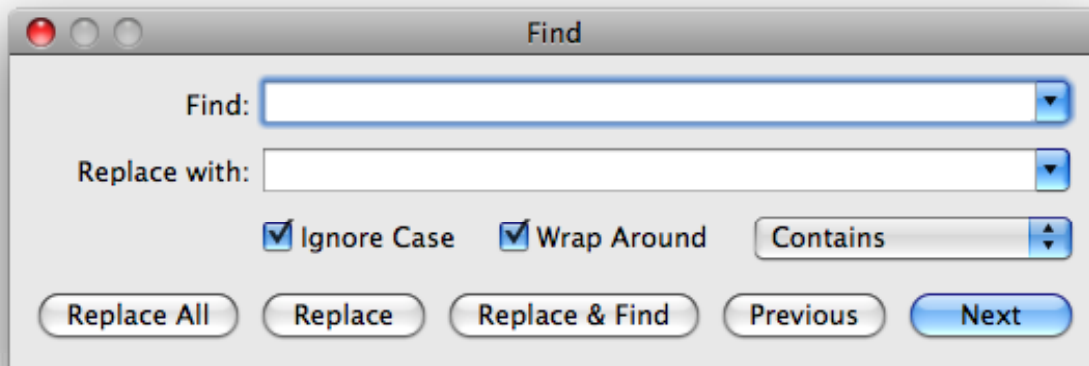 Find
Find:
Replace with:
Ignore Case Wrap Around Contains
Replace All Replace Replace & Find Previous Next